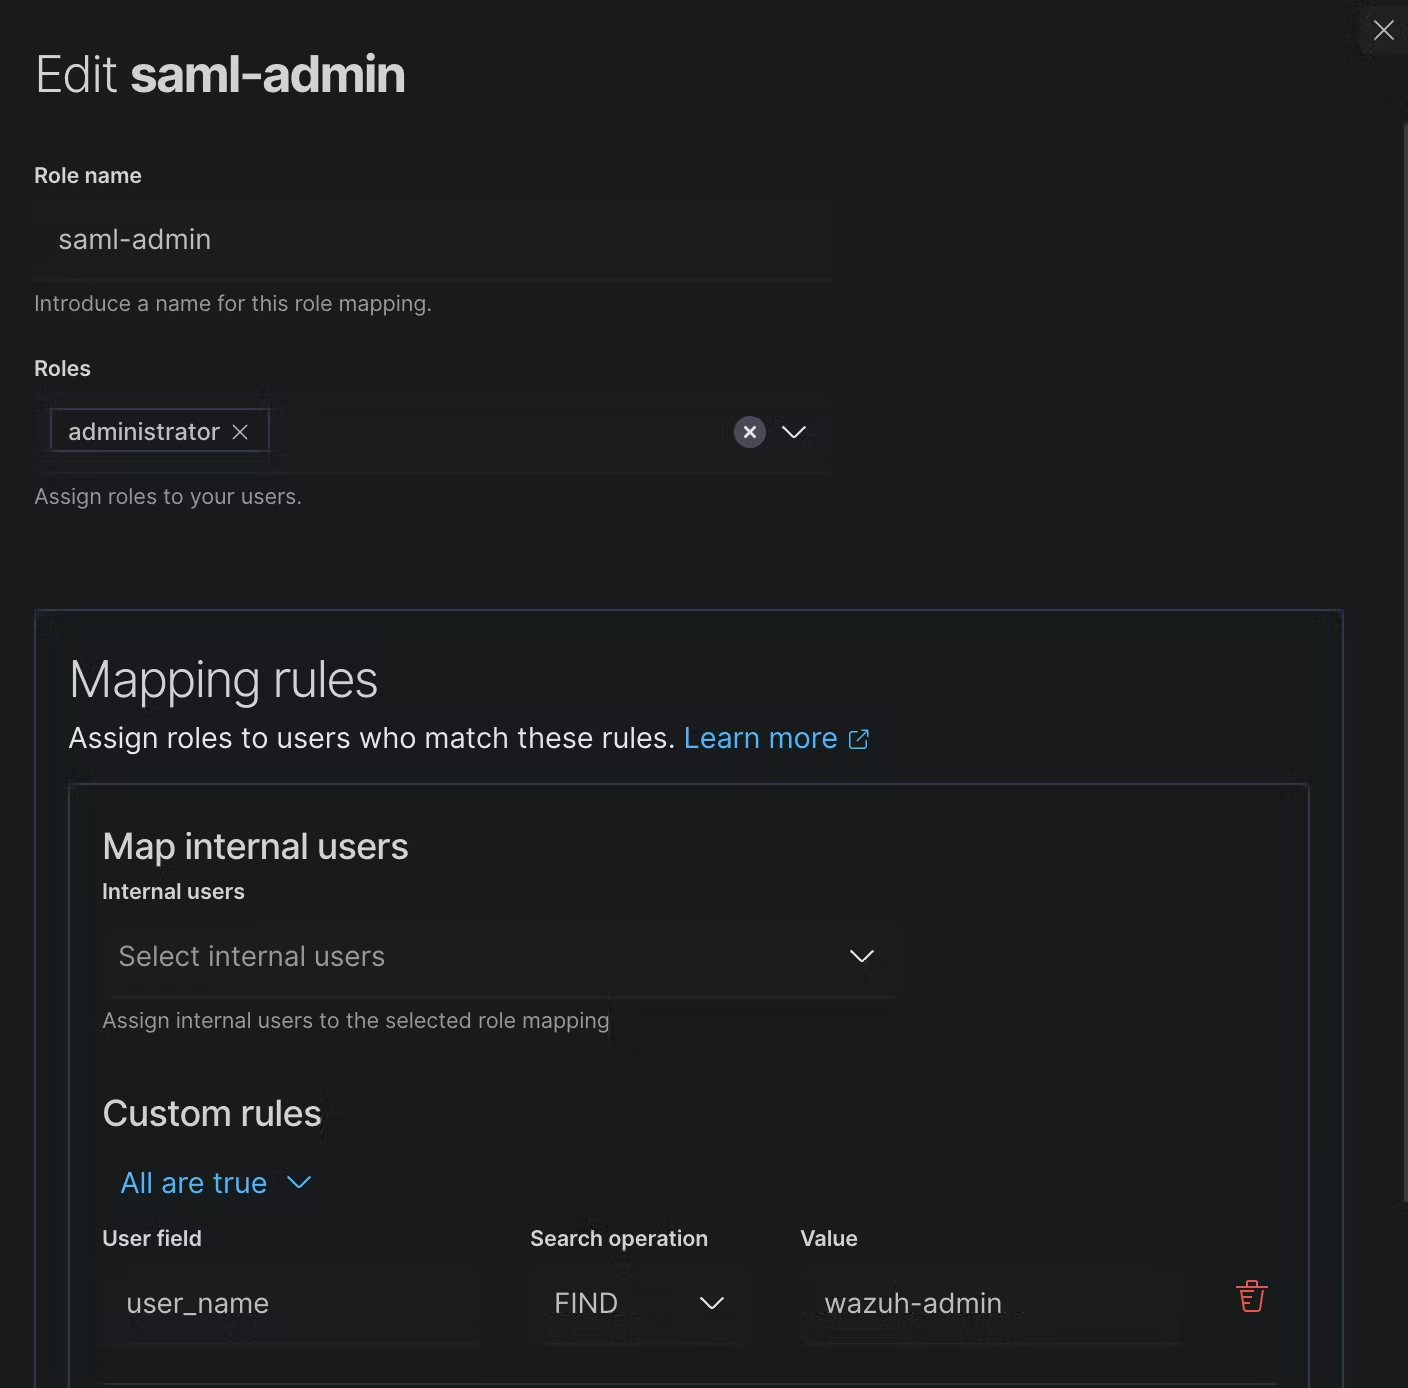 Edit saml-admin
Role name
saml-admin
Introduce a name for this role mapping.
Roles
administrator
Assign roles to your users.
Mapping rules
Assign roles to users who match these rules. Learn more
Map internal users
Internal users
Select internal users
Assign internal users to the selected role mapping
Custom rules
All are true
User field Search operation Value
user_name FIND wazuh-admin